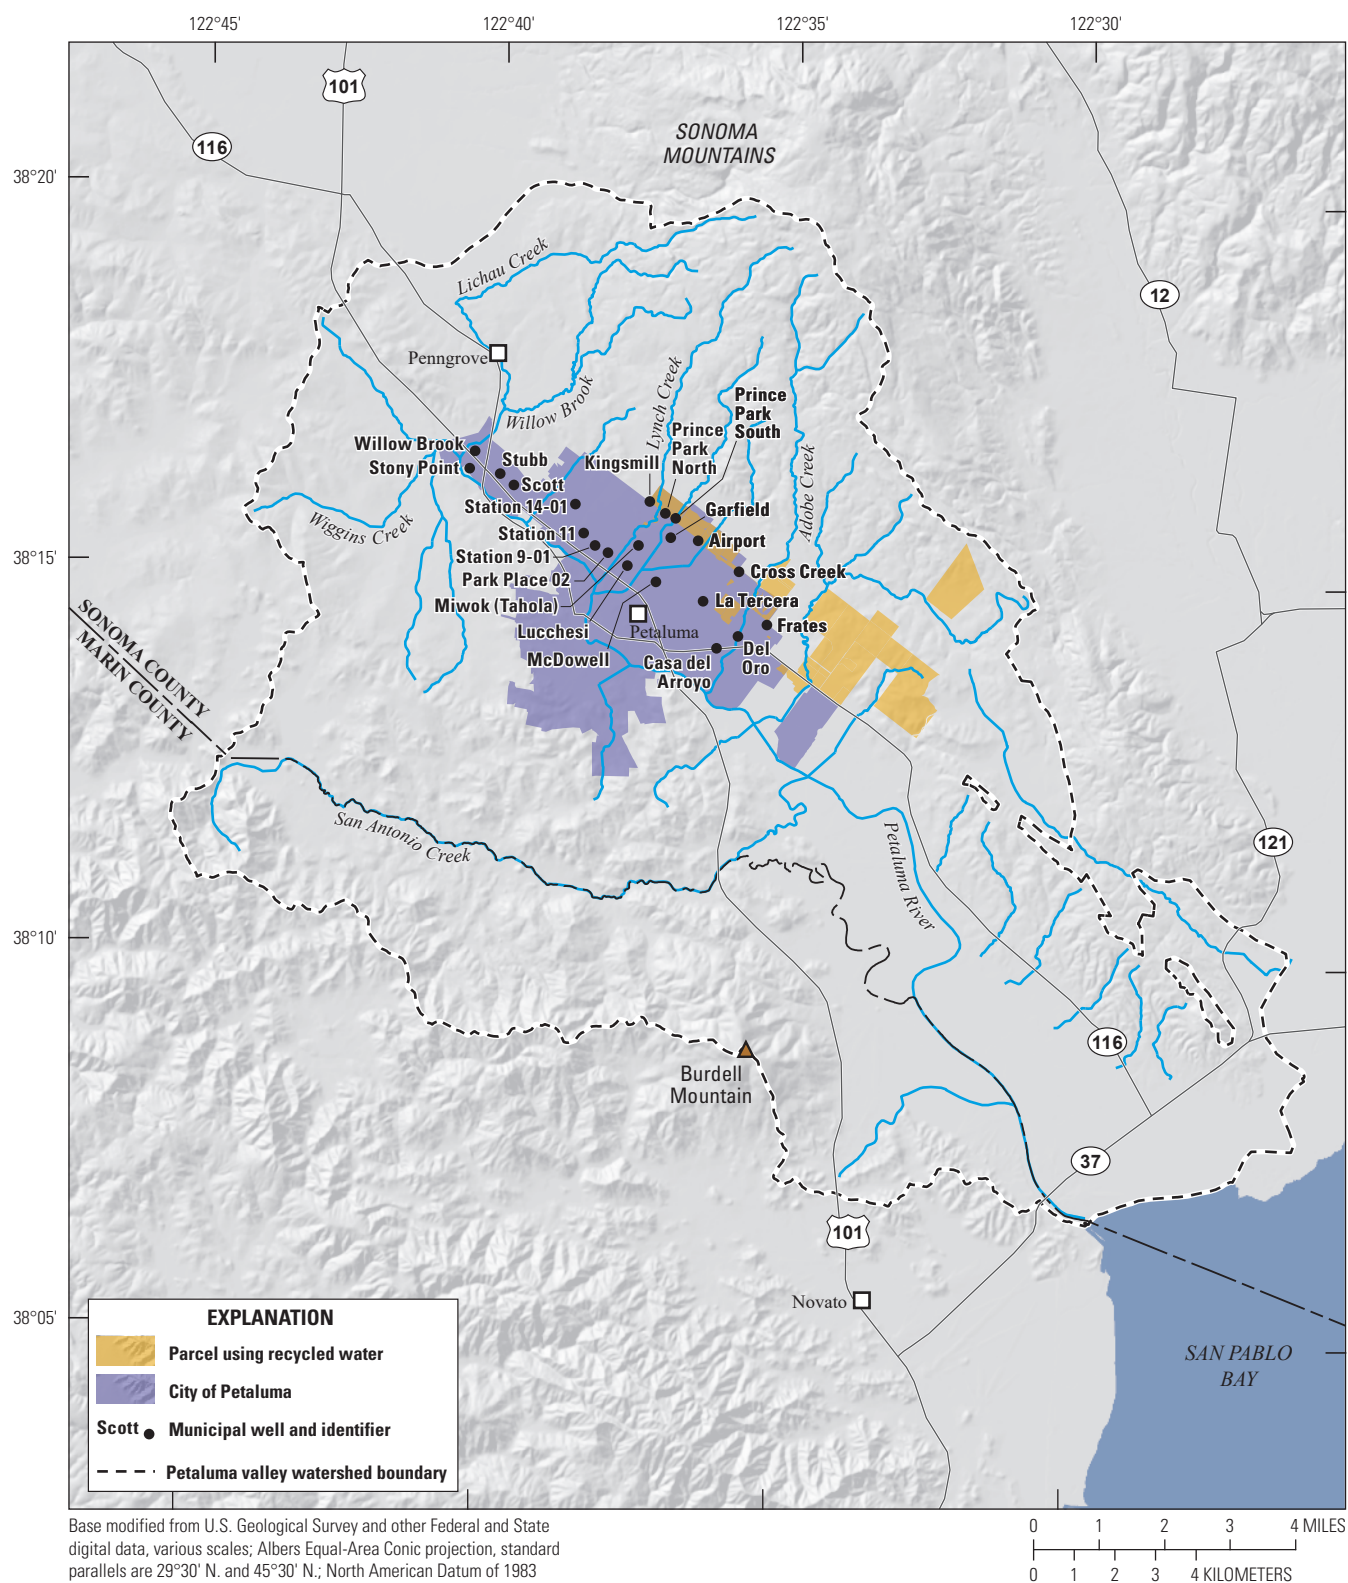 122°45'
122°40'
122°35'
122°30'
101
116
SONOMA
MOUNTAINS
38°20'
12
Lichau Creek
Penngrove
Willow Brook
Lynch Creek
Prince
Park
South
Prince
Park
North
Adobe Creek
Willow Brook
Stony Point
Stubb
Scott
Kingsmill
Station 14-01
Garfield
Wiggins Creek
Station 11
Airport
38°15'
Station 9-01
Park Place 02
Cross Creek
Miwok (Tahola)
La Tercera
Lucchesi
Petaluma
Frates
McDowell
Casa del
Arroyo
Del
Oro
SONOMA COUNTY
MARIN COUNTY
San Antonio Creek
Petaluma River
121
38°10'
116
Burdell
Mountain
37
101
Novato
38°05'
SAN PABLO
BAY
EXPLANATION
Parcel using recycled water
City of Petaluma
Scott
Municipal well and identifier
Petaluma valley watershed boundary
Base modified from U.S. Geological Survey and other Federal and State
digital data, various scales; Albers Equal-Area Conic projection, standard
parallels are 29°30' N. and 45°30' N.; North American Datum of 1983
0 1 2 3 4 MILES
0 1 2 3 4 KILOMETERS